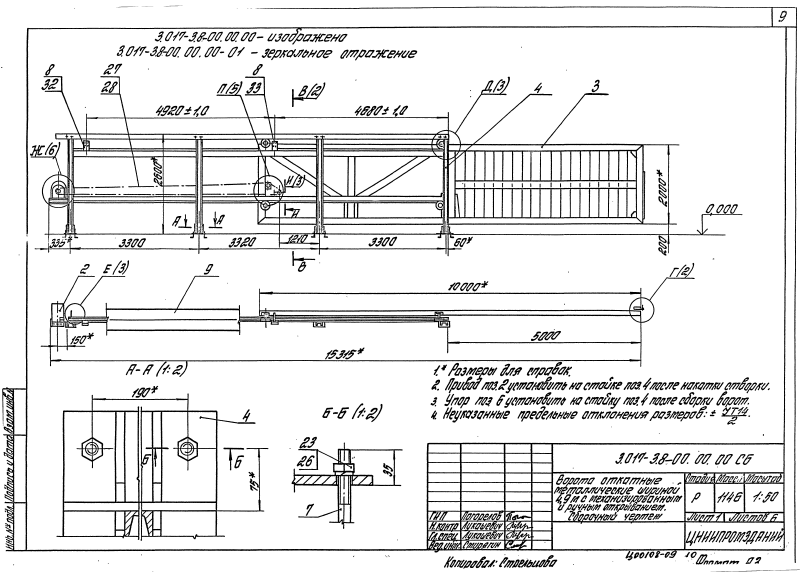 9
3.017-3.8-00.00.00 - изображено
3.017-3.8-00.00.00-01 - зеркальное отражение
8
32
27
28
П(5)
8
33
В(2)
Д(3)
4
3
4920±1,0
4680±1,0
Ж(6)
2600*
И(3)
2000*
0,000
А
А
А
335*
3300
3320
1210
3300
60*
200
В
2
Е(3)
9
10000*
Г(2)
150*
5000
15315*
А-А (1:2)
190*
4
Б
Б
75*
Б-Б (1:2)
23
26
35
7
1.* Размеры для справок.
2. Привод поз.2 установить на стойке поз.4 после накатки створки.
3. Упор поз 6 установить на стойку поз.4 после сборки ворот.
4. Неуказанные предельные отклонения размеров: ± УТ14/2.
3.017-3.8-00.00.00 СБ
Ворота откатные
металлические шириной
4,9 м с механизированным
и ручным открыванием.
Сборочный чертеж
Стадия Масса Масштаб
Р 1146 1:50
Лист 1 Листов 6
ЦНИИПРОМЗДАНИЙ
ГИП Погорелов
Н.контр Лукашевич
Гл.спец Лукашевич
Вед.инж. Спирягин
Инв.№ подл. Подпись и дата Взам.инв.№
Копировал: Стрельцова
Ц00108-09 10
Формат А2